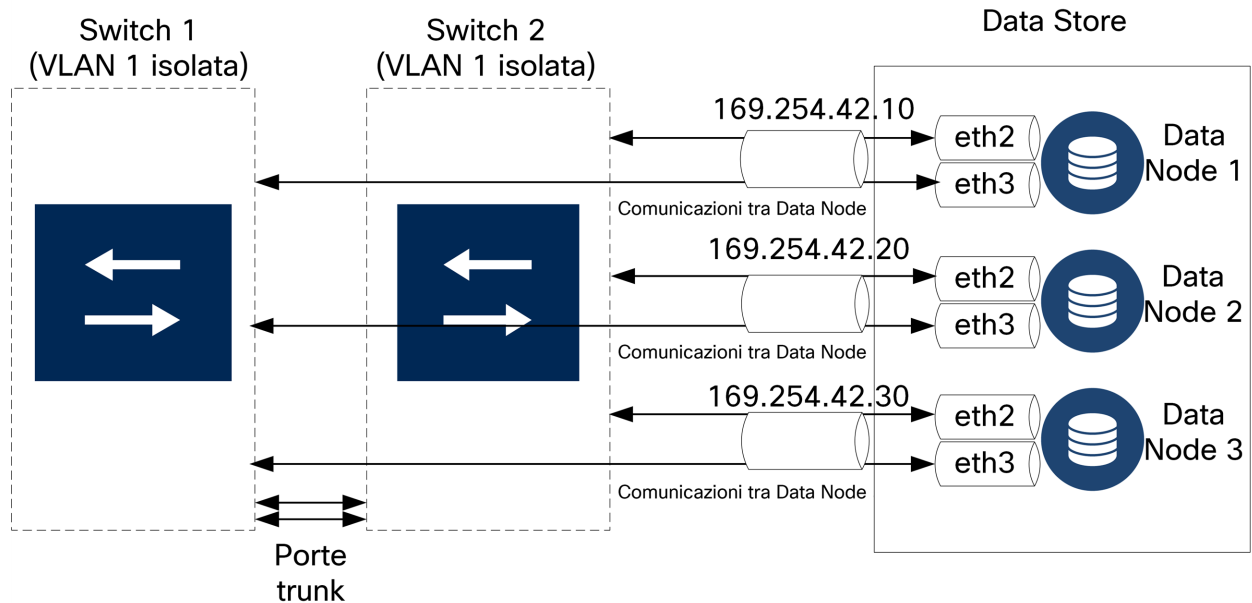 Switch 1
(VLAN 1 isolata)
Switch 2
(VLAN 1 isolata)
Data Store
169.254.42.10
eth2
eth3
Data
Node 1
Comunicazioni tra Data Node
169.254.42.20
eth2
eth3
Data
Node 2
Comunicazioni tra Data Node
169.254.42.30
eth2
eth3
Data
Node 3
Comunicazioni tra Data Node
Porte
trunk